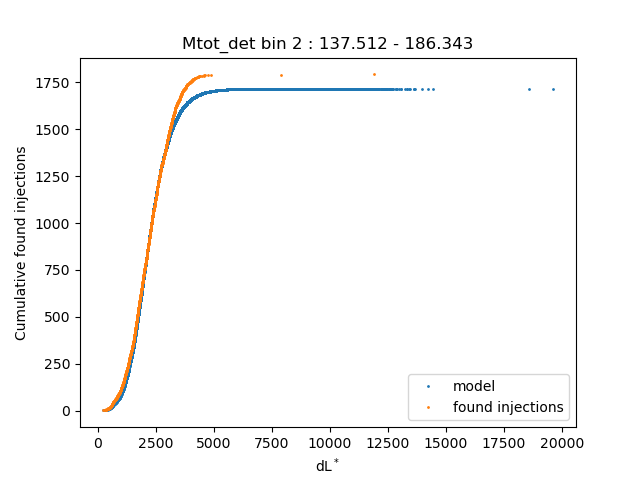 Mtot_det bin 2 : 137.512 - 186.343
Cumulative found injections
1750
1500
1250
1000
750
500
250
0
0 2500 5000 7500 10000 12500 15000 17500 20000
dL*
model
found injections